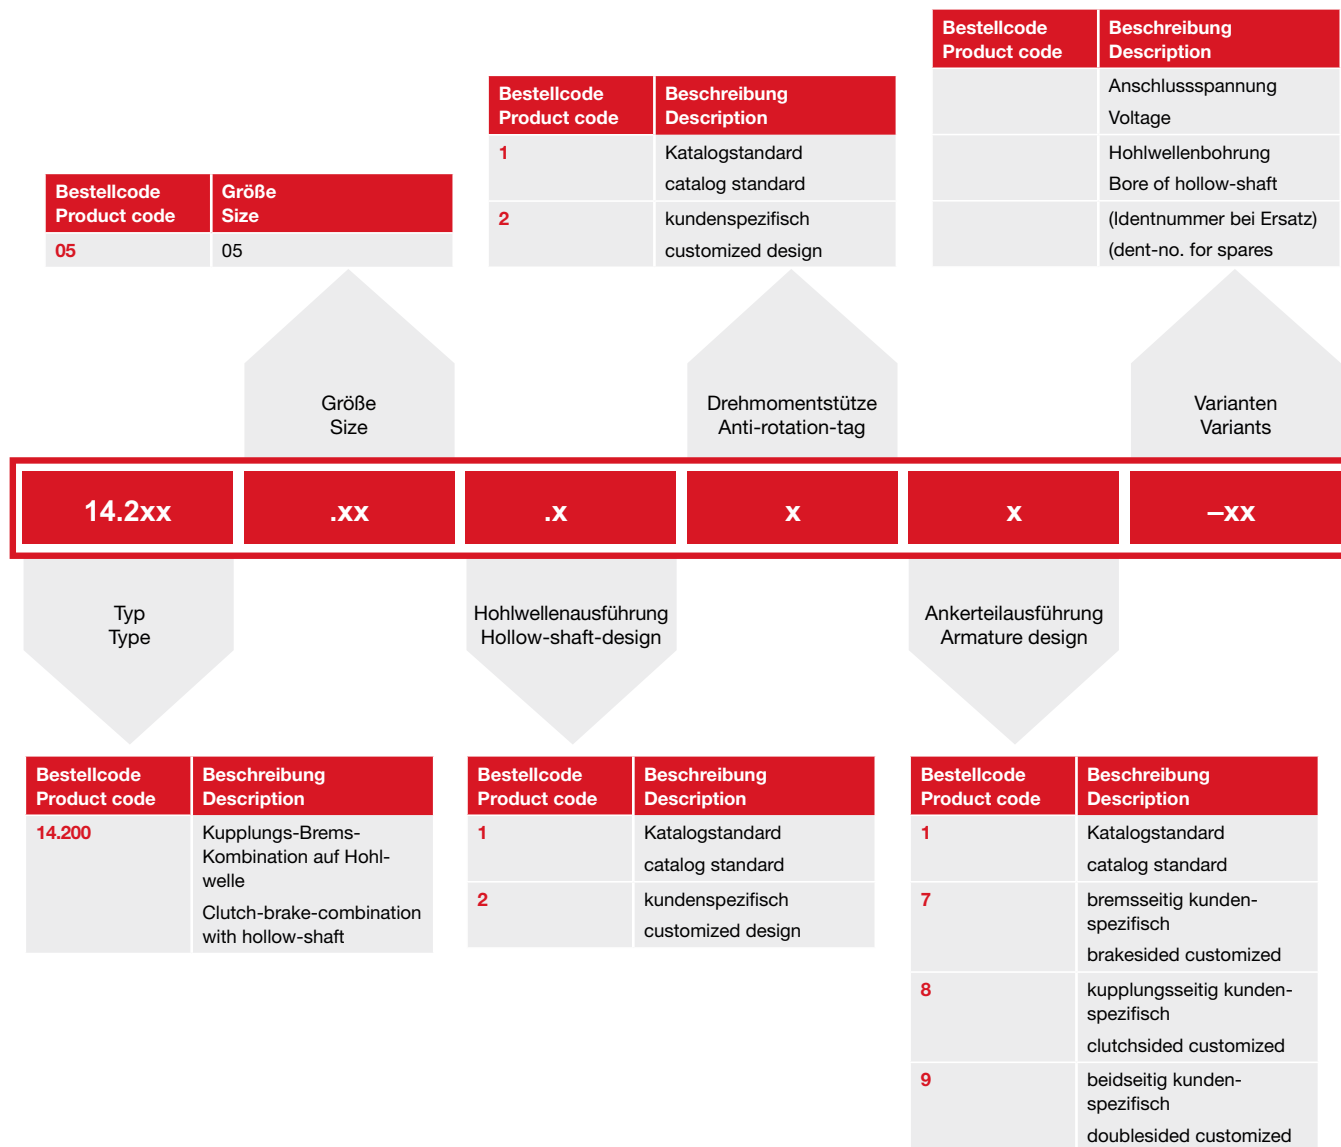 Bestellcode
Product code
Beschreibung
Description
Anschlussspannung
Voltage
Hohlwellenbohrung
Bore of hollow-shaft
(Identnummer bei Ersatz)
(dent-no. for spares
Bestellcode
Product code
Beschreibung
Description
1
Katalogstandard
catalog standard
2
kundenspezifisch
customized design
Bestellcode
Product code
Größe
Size
05
05
Größe
Size
Drehmomentstütze
Anti-rotation-tag
Varianten
Variants
14.2xx
.xx
.x
x
x
–xx
Typ
Type
Hohlwellenausführung
Hollow-shaft-design
Ankerteilausführung
Armature design
Bestellcode
Product code
Beschreibung
Description
14.200
Kupplungs-Brems-
Kombination auf Hohl-
welle
Clutch-brake-combination
with hollow-shaft
Bestellcode
Product code
Beschreibung
Description
1
Katalogstandard
catalog standard
2
kundenspezifisch
customized design
Bestellcode
Product code
Beschreibung
Description
1
Katalogstandard
catalog standard
7
bremsseitig kunden-
spezifisch
brakesided customized
8
kupplungsseitig kunden-
spezifisch
clutchsided customized
9
beidseitig kunden-
spezifisch
doublesided customized